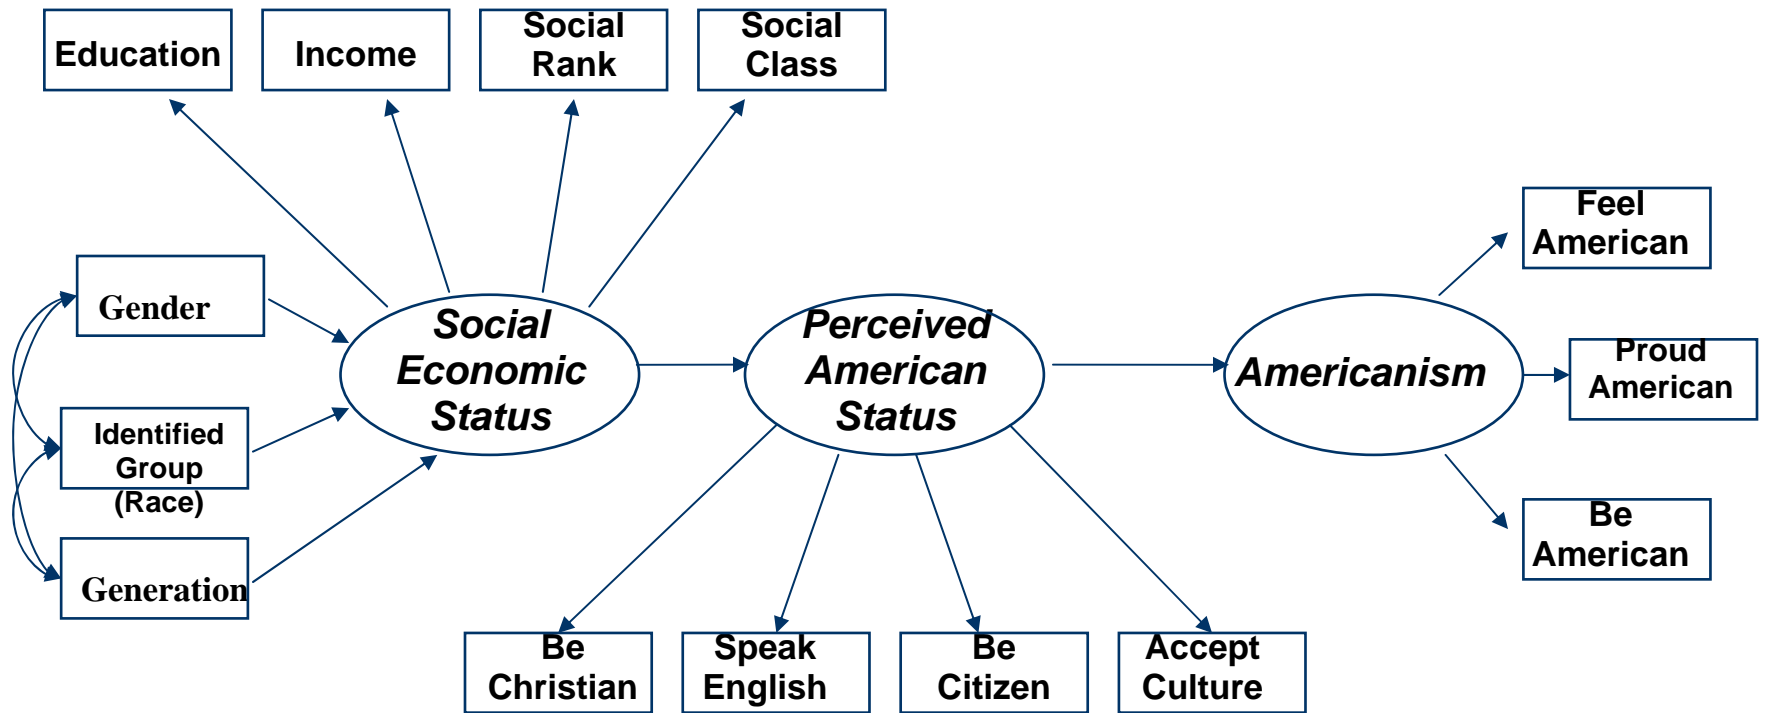 Education
Income
Social
Rank
Social
Class
Feel
American
Gender
Social
Economic
Status
Perceived
American
Status
Americanism
Proud
American
Identified
Group
(Race)
Generation
Be
American
Be
Christian
Speak
English
Be
Citizen
Accept
Culture